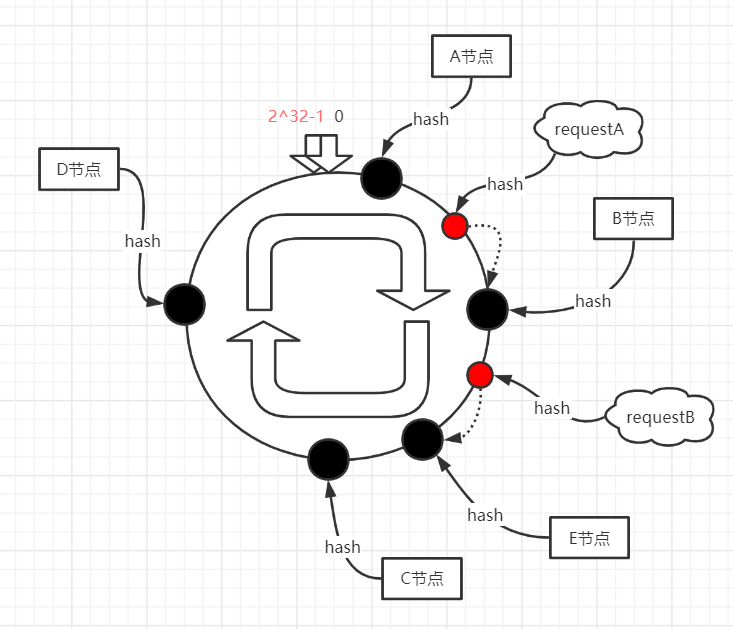 A节点
hash
2^32-1 0
requestA
D节点
hash
B节点
hash
hash
hash
requestB
hash
E节点
hash
C节点